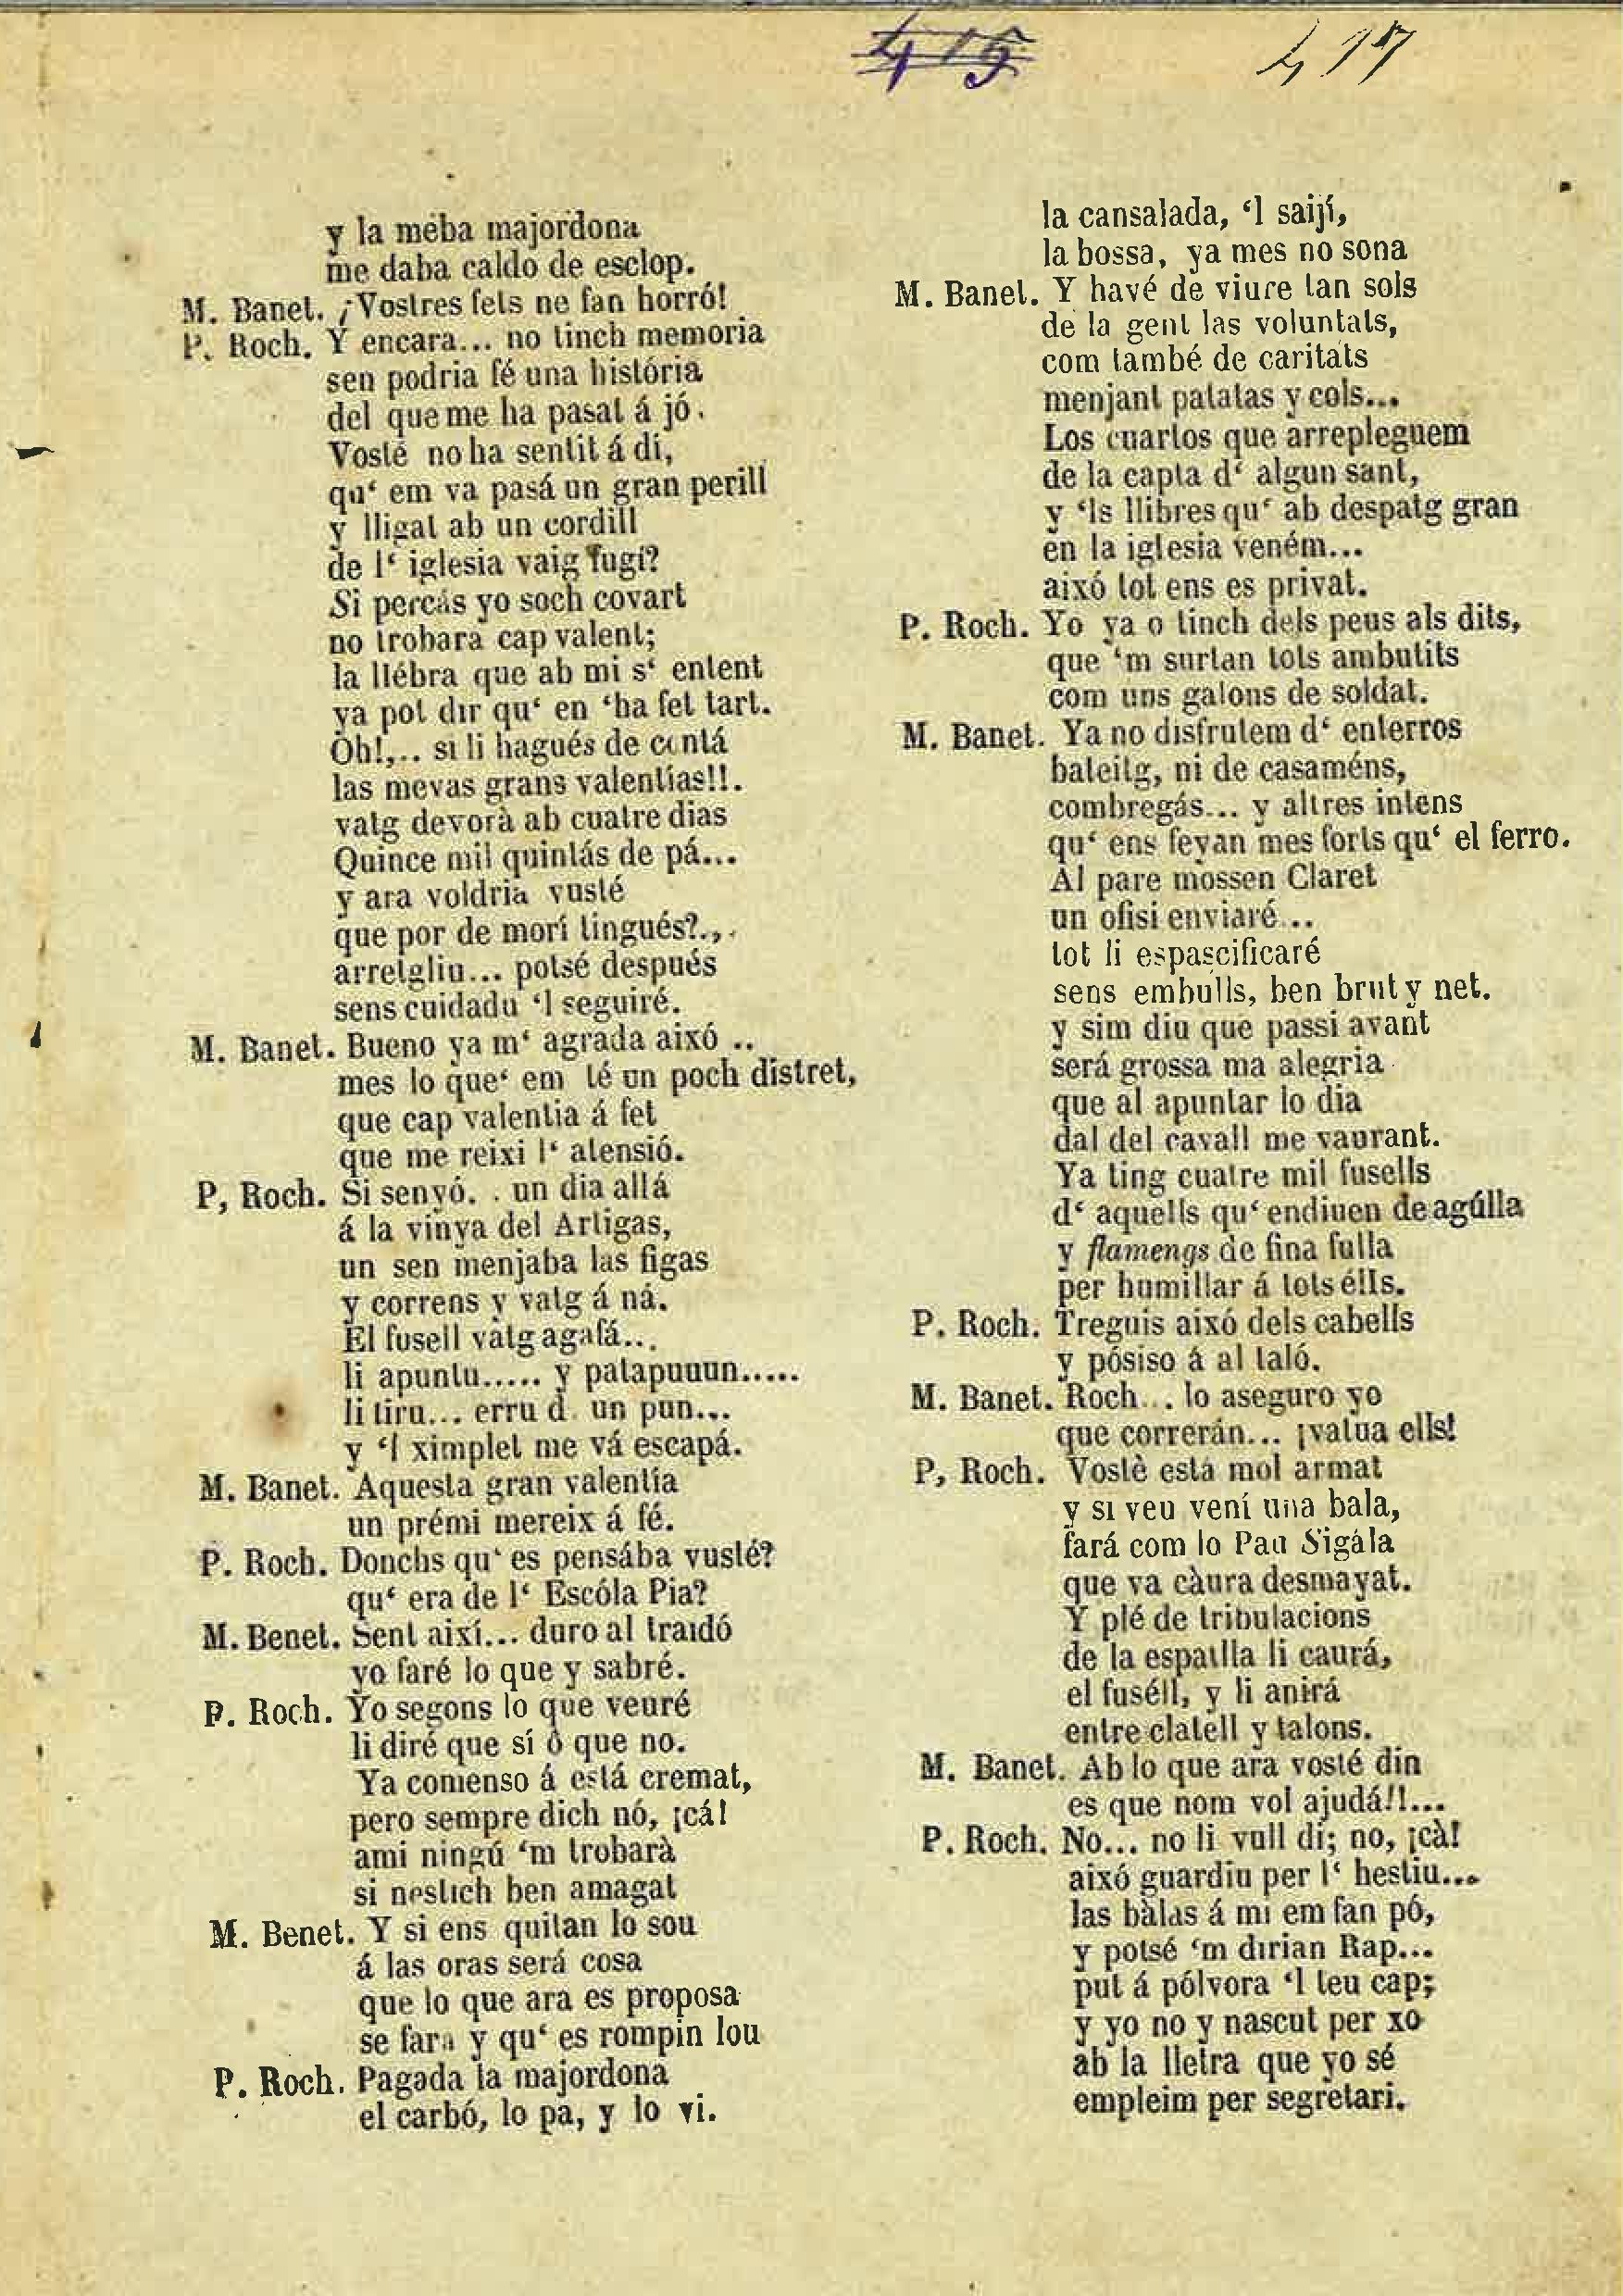 415
417
y la meba majordona
me daba caldo de esclop.
M. Banet. ¡Vostres fets ne fan horró!
P. Roch. Y encara... no tinch memoria
sen podria fé una história
del que me ha pasat á jó.
Vosté no ha sentit á di,
qu‘ em va pasá un gran perill
y lligat ab un cordill
de l‘ iglesia vaig fugí?
Si percás yo soch covart
no trobará cap valent;
la llébra que ab mi s‘ entent
ya pot dir qu‘ en ‘ha fet tart.
Oh!,.. si li hagués de contá
las mevas grans valentías!!.
vatg devorà ab cuatre dias
Quince mil quintás de pá...
y ara voldria vusté
que por de morí tingués?.,.
arretgliu... potsé después
sens cuidadu ‘l seguiré.
M. Banet. Bueno ya m‘ agrada aixó ..
mes lo que‘ em té un poch distret,
que cap valentia á fet
que me reixi l‘ atensió.
P, Roch. Si senyó. . un dia allá
á la vinya del Artigas,
un sen menjaba las figas
y correns y vatg á ná.
El fusell vatg agafá...
li apuntu..... y patapuuun.....
li tiru... erru d. un pun...
y ‘l ximplet me vá escapá.
M. Banet. Aquesta gran valentía
un prémi mereix á fé.
P. Roch. Donchs qu‘ es pensába vusté?
qu‘ era de l‘ Escóla Pia?
M. Benet. Sent així... duro al traidó
yo faré lo que y sabré.
P. Roch. Yo segons lo que veuré
li diré que sí ò que no.
Ya comenso á está cremat,
pero sempre dich nó, ¡cá!
ami ningú ‘m trobarà
si nestich ben amagat
M. Benet. Y si ens quitan lo sou
á las oras será cosa
que lo que ara es proposa
se fara y qu‘ es rompin lou
P. Roch. Pagada la majordona
el carbó, lo pa, y lo vi.
la cansalada, ‘l saijí,
la bossa, ya mes no sona
M. Banet. Y havé de viure tan sols
de la gent las voluntats,
com també de caritats
menjant patatas y cols...
Los cuartos que arrepleguem
de la capta d‘ algun sant,
y ‘ls llibres qu‘ ab despatg gran
en la iglesia veném...
aixó tot ens es privat.
P. Roch. Yo ya o tinch dels peus als dits,
que ‘m surtan tots ambutits
com uns galons de soldat.
M. Banet. Ya no disfrutem d‘ enterros
bateitg, ni de casaméns,
combregás... y altres intens
qu‘ ens feyan mes forts qu‘ el ferro.
Al pare mossen Claret
un ofisi enviaré...
tot li espascificaré
sens embulls, ben brut y net.
y sim diu que passi avant
será grossa ma alegria
que al apuntar lo dia
dal del cavall me vaurant.
Ya ting cuatre mil fusells
d‘ aquells qu‘ endiuen de agúlla
y flamengs de fina fulla
per humillar á tots élls.
P. Roch. Treguis aixó dels cabells
y pósiso á al taló.
M. Banet. Roch... lo aseguro yo
que correrán... ¡vatua ells!
P, Roch. Vostè está mol armat
y si veu vení una bala,
fará com lo Pau Sigála
que va càura desmayat.
Y plé de tribulacions
de la espatlla li caurá,
el fuséll, y li anirá
entre clatell y talons.
M. Banet. Ab lo que ara vosté din
es que nom vol ajudá!!...
P. Roch. No... no li vull di; no, ¡cà!
aixó guardiu per l‘ hestiu...
las bàlas á mi em fan pó,
y potsé ‘m dirian Rap...
put á pólvora ‘l teu cap;
y yo no y nascut per xo
ab la lletra que yo sé
empleim per segretari.